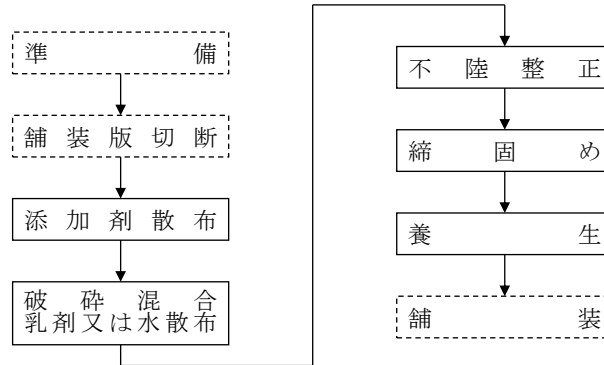 準備
舗装版切断
添加剤散布
破砕混合
乳剤又は水散布
不陸整正
締固め
養生
舗装